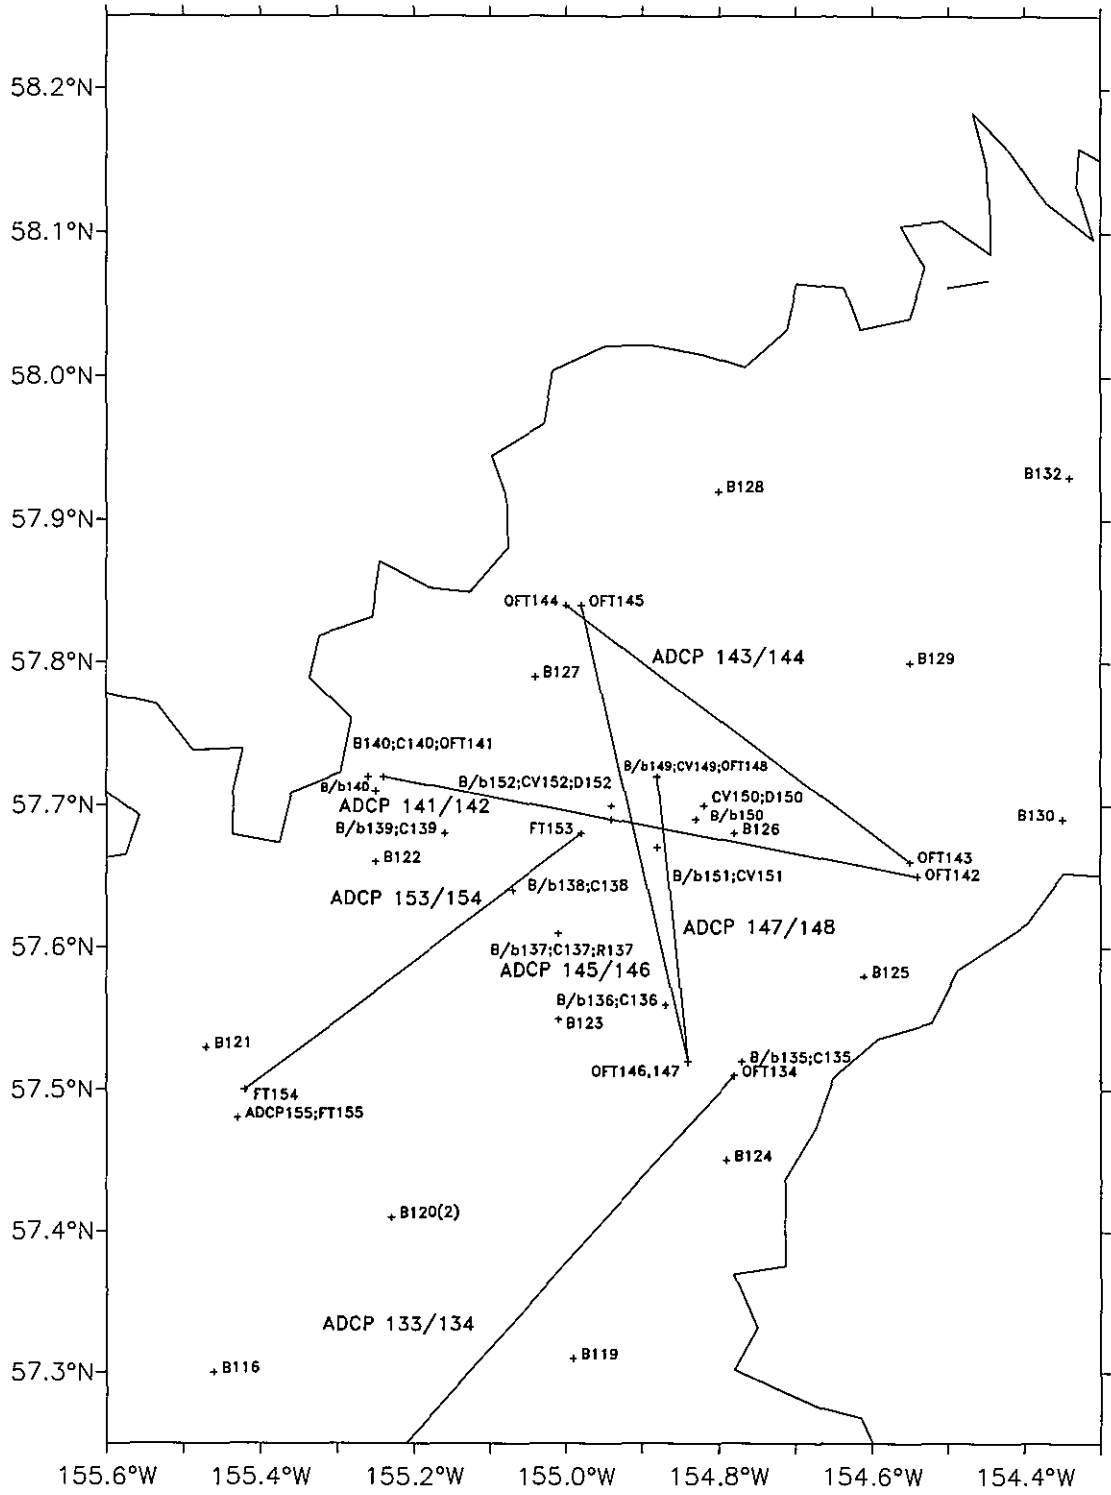 58.2°N
58.1°N
58.0°N
B132
B128
57.9°N
OFT144
OFT145
ADCP 143/144
57.8°N
B127
B129
B140;C140;OFT141
B/b149;CV149;OFT148
B/b152;CV152;D152
B/b140
CV150;D150
57.7°N
ADCP 141/142
B/b150
B130
B/b139;C139
FT153
B126
B122
OFT143
B/b151;CV151
OFT142
ADCP 153/154
B/b138;C138
ADCP 147/148
57.6°N
B/b137;C137;R137
ADCP 145/146
B125
B/b136;C136
B123
B121
B/b135;C135
OFT146,147
OFT134
57.5°N
FT154
ADCP155;FT155
B124
B120(2)
57.4°N
ADCP 133/134
B119
B116
57.3°N
155.6°W
155.4°W
155.2°W
155.0°W
154.8°W
154.6°W
154.4°W